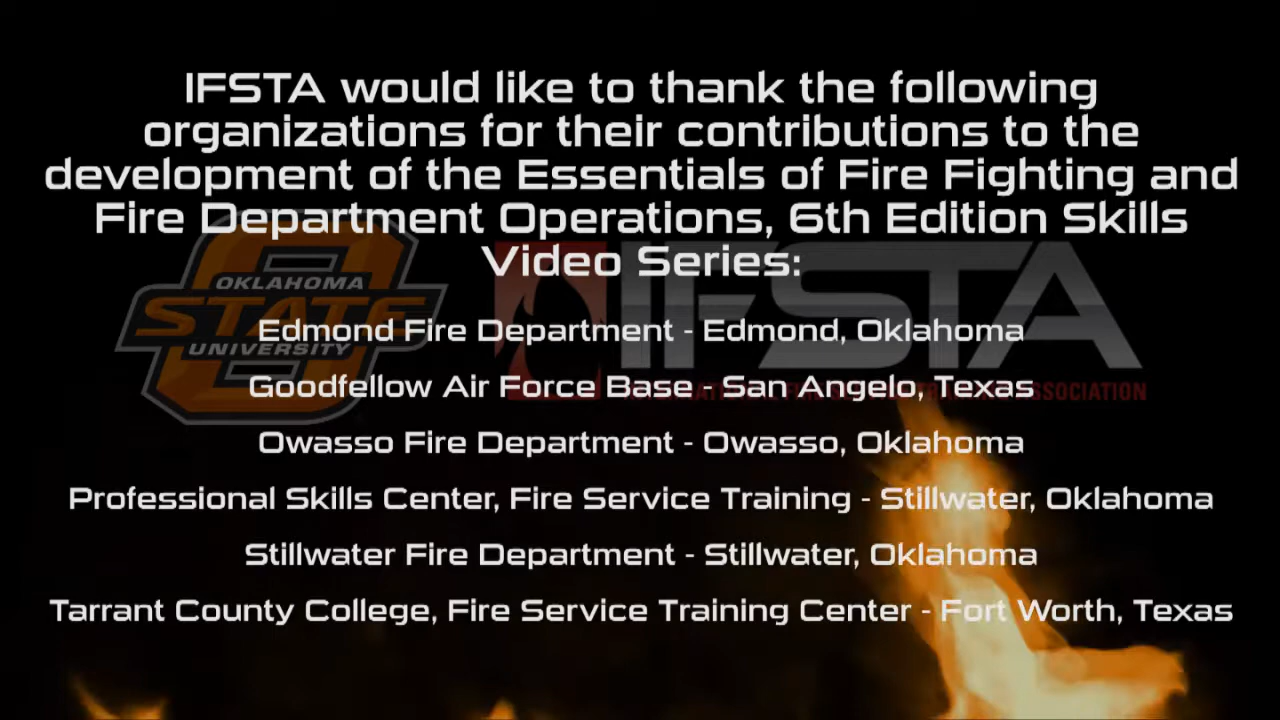 IFSTA would like to thank the following
organizations for their contributions to the
development of the Essentials of Fire Fighting and
Fire Department Operations, 6th Edition Skills
Video Series:
OKLAHOMA
STATE
UNIVERSITY
IFSTA
ASSOCIATION
Edmond Fire Department - Edmond, Oklahoma
Goodfellow Air Force Base - San Angelo, Texas
Owasso Fire Department - Owasso, Oklahoma
Professional Skills Center, Fire Service Training - Stillwater, Oklahoma
Stillwater Fire Department - Stillwater, Oklahoma
Tarrant County College, Fire Service Training Center - Fort Worth, Texas